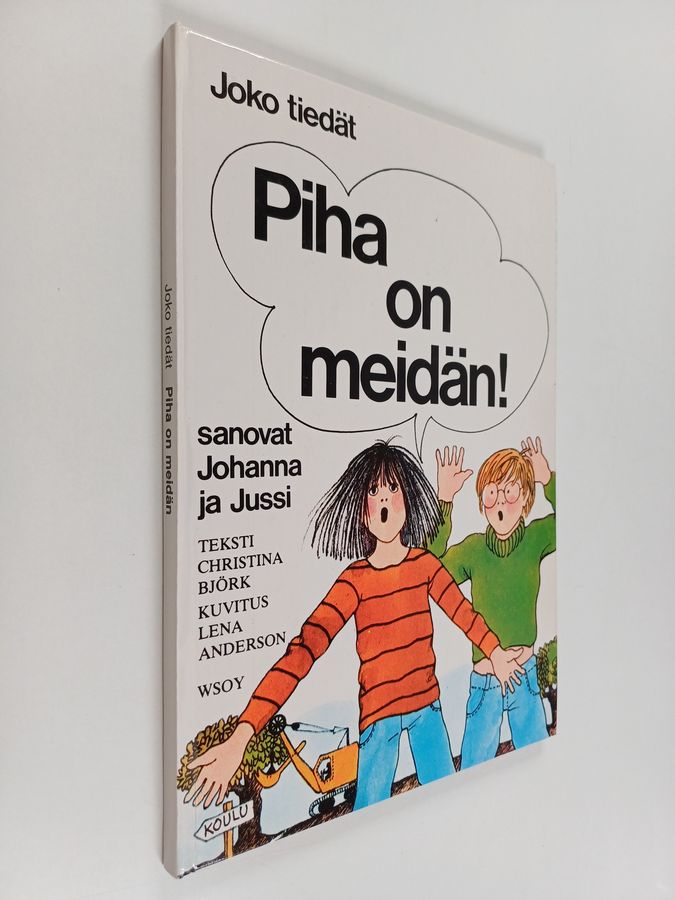 Joko tiedät
Piha
on
meidän!
sanovat
Johanna
ja Jussi
TEKSTI
CHRISTINA
BJÖRK
KUVITUS
LENA
ANDERSON
WSOY
KOULU
Joko tiedät Piha on meidän